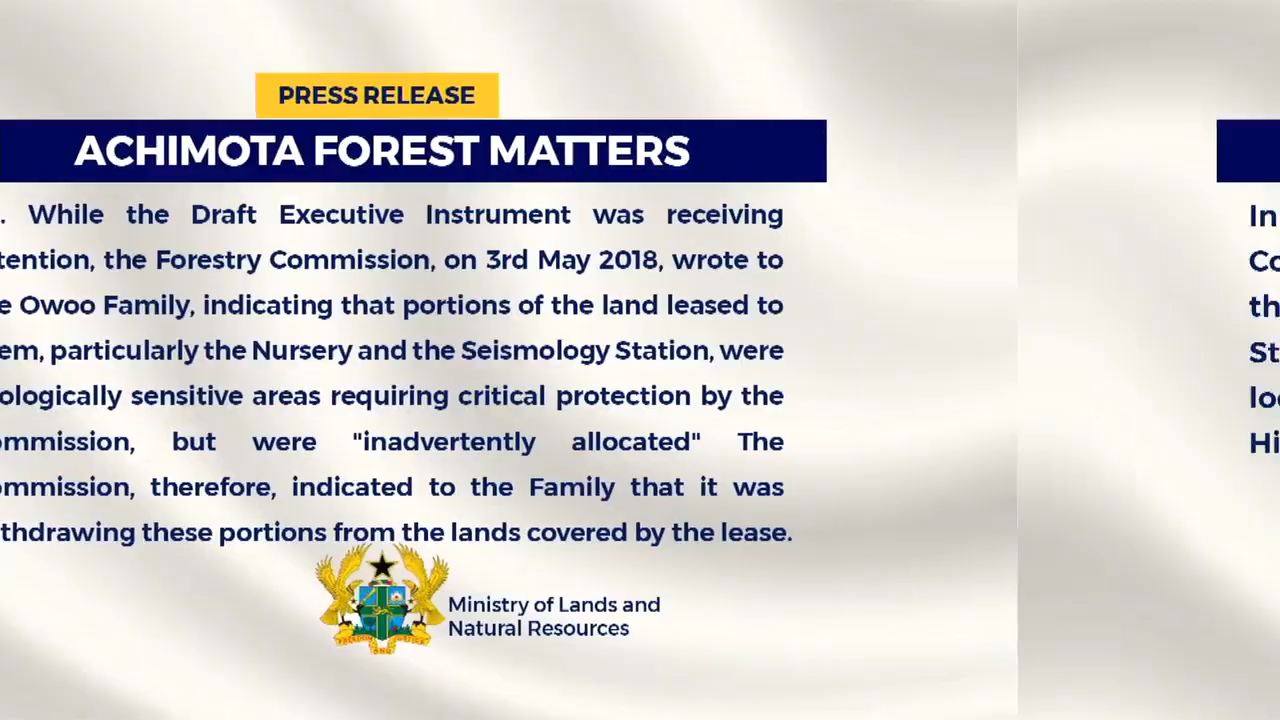 PRESS RELEASE
ACHIMOTA FOREST MATTERS
. While the Draft Executive Instrument was receiving
tention, the Forestry Commission, on 3rd May 2018, wrote to
e Owoo Family, indicating that portions of the land leased to
em, particularly the Nursery and the Seismology Station, were
ologically sensitive areas requiring critical protection by the
ommission, but were "inadvertently allocated" The
ommission, therefore, indicated to the Family that it was
thdrawing these portions from the lands covered by the lease.
FREEDOM AND JUSTICE
Ministry of Lands and
Natural Resources
In
Co
th
St
loc
Hi